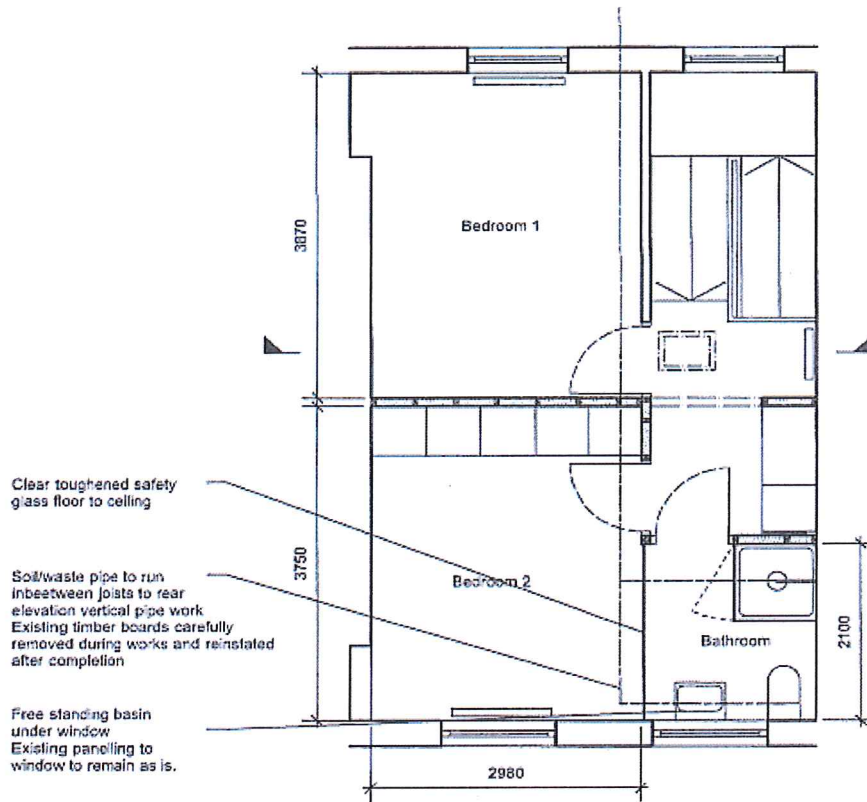 Bedroom 1
3870
Clear toughened safety
glass floor to ceiling
Soil/waste pipe to run
inbeetween joists to rear
elevation vertical pipe work
Existing timber boards carefully
removed during works and reinstated
after completion
Free standing basin
under window
Existing panelling to
window to remain as is.
3750
Bedroom 2
Bathroom
2100
2980